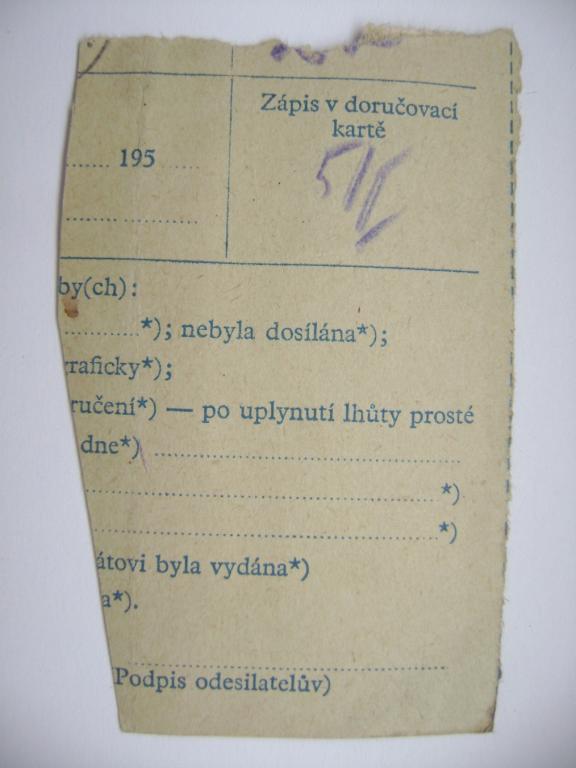 Zápis v doručovací
kartě
........ 195 ......
5/I
by(ch):
............*); nebyla dosílána*);
raficky*);
ručení*) — po uplynutí lhůty prosté
dne*) ..................................................
..................................................*)
..................................................*)
átovi byla vydána*)
a*).
Podpis odesilatelův)